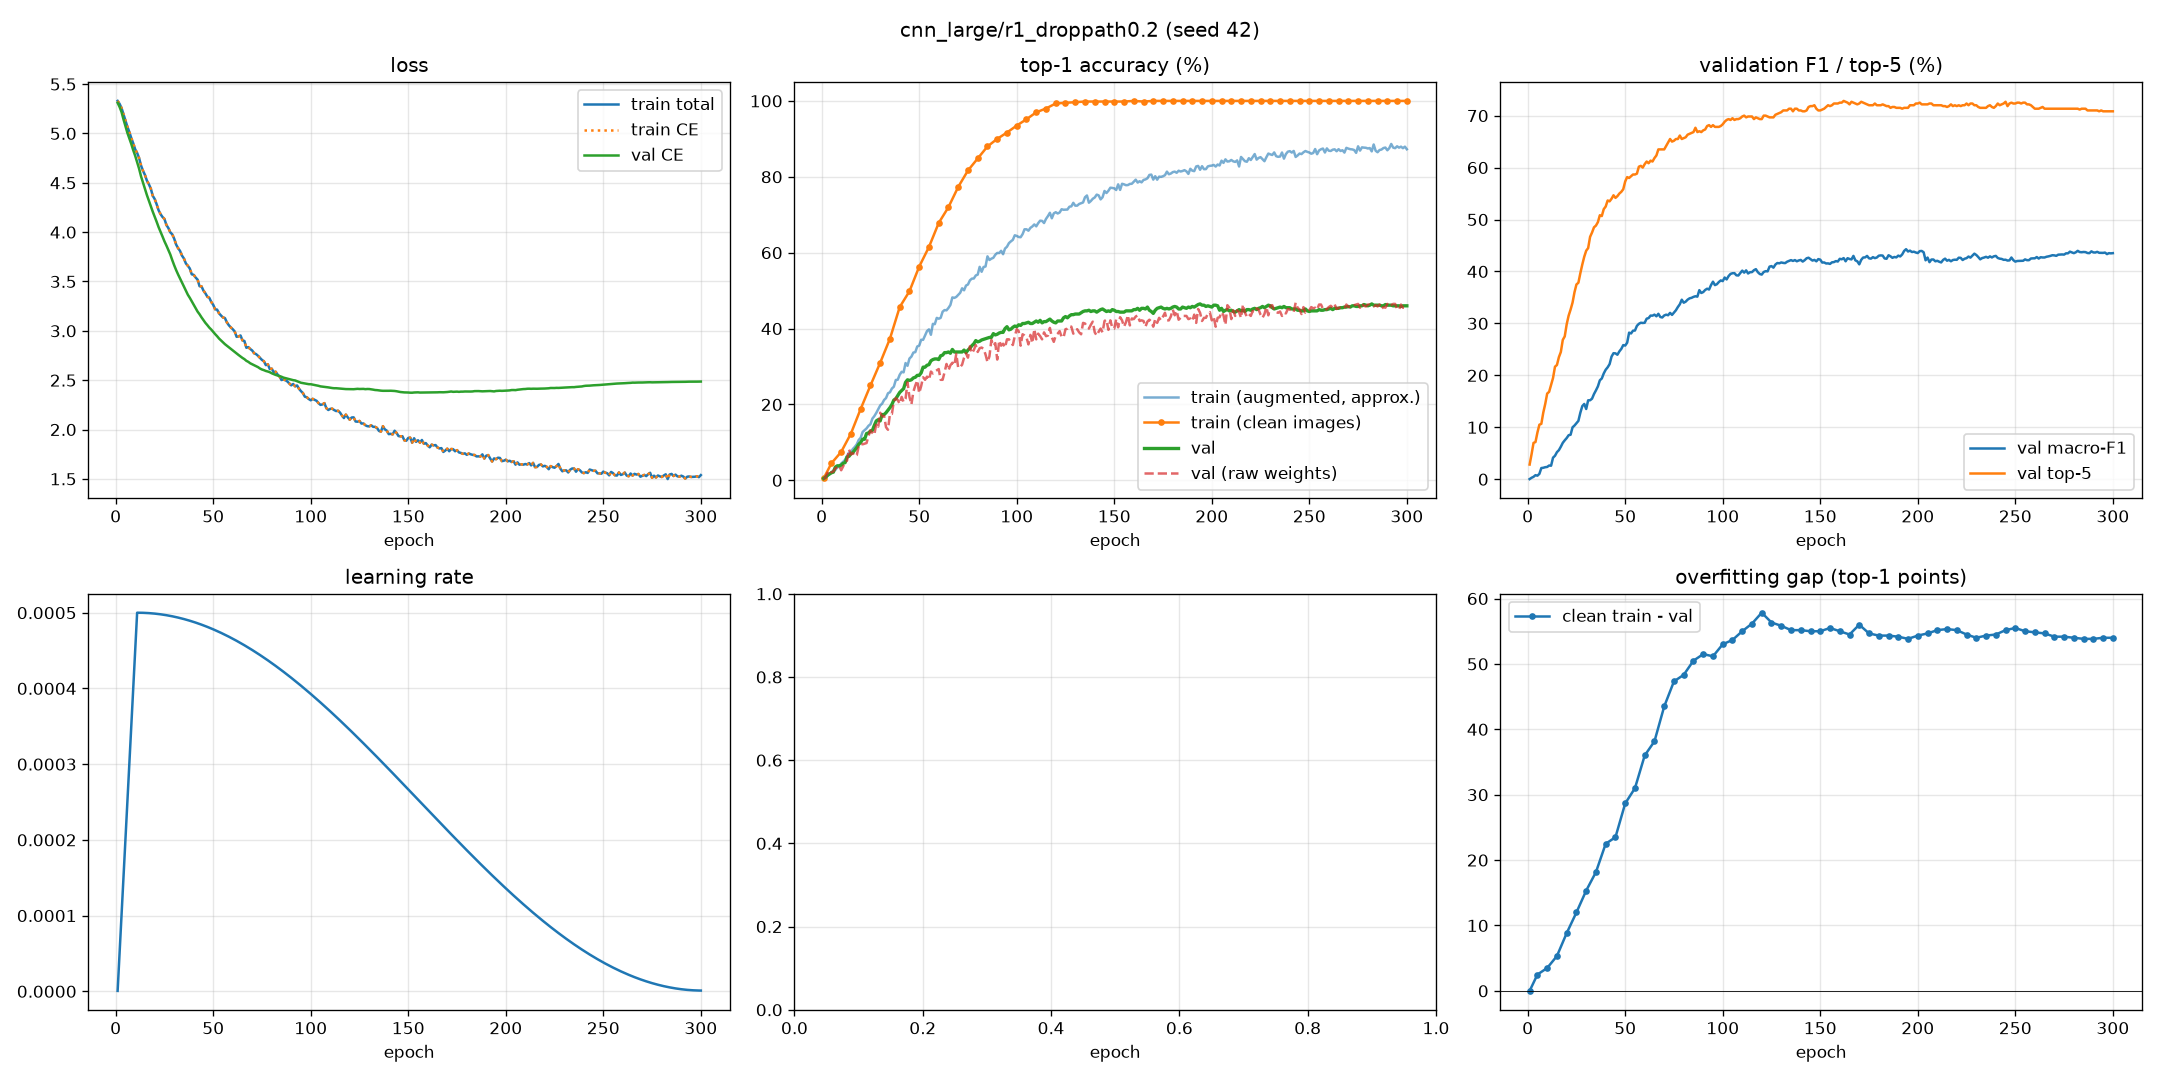 cnn_large/r1_droppath0.2 (seed 42)
loss
5.5
5.0
4.5
4.0
3.5
3.0
2.5
2.0
1.5
train total
train CE
val CE
0 50 100 150 200 250 300
epoch
top-1 accuracy (%)
100
80
60
40
20
0
train (augmented, approx.)
train (clean images)
val
val (raw weights)
0 50 100 150 200 250 300
epoch
validation F1 / top-5 (%)
70
60
50
40
30
20
10
0
val macro-F1
val top-5
0 50 100 150 200 250 300
epoch
learning rate
0.0005
0.0004
0.0003
0.0002
0.0001
0.0000
0 50 100 150 200 250 300
epoch
1.0
0.8
0.6
0.4
0.2
0.0
0.0 0.2 0.4 0.6 0.8 1.0
epoch
overfitting gap (top-1 points)
60
50
40
30
20
10
0
clean train - val
0 50 100 150 200 250 300
epoch